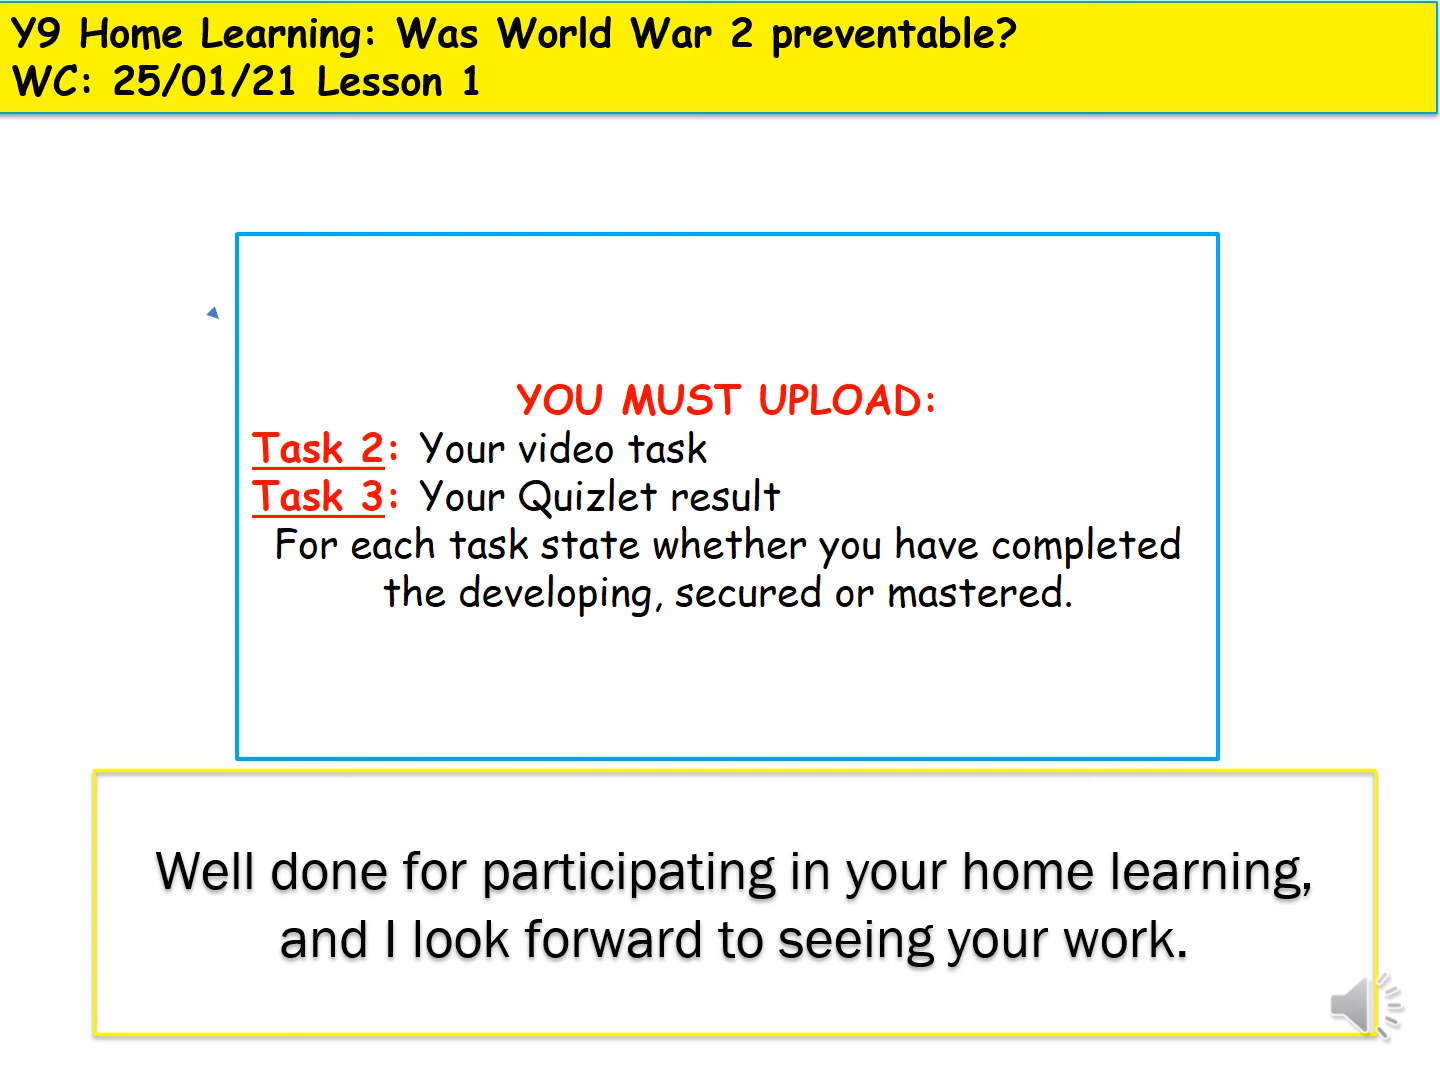 Y9 Home Learning: Was World War 2 preventable?
WC: 25/01/21 Lesson 1
YOU MUST UPLOAD:
Task 2: Your video task
Task 3: Your Quizlet result
For each task state whether you have completed
the developing, secured or mastered.
Well done for participating in your home learning,
and I look forward to seeing your work.